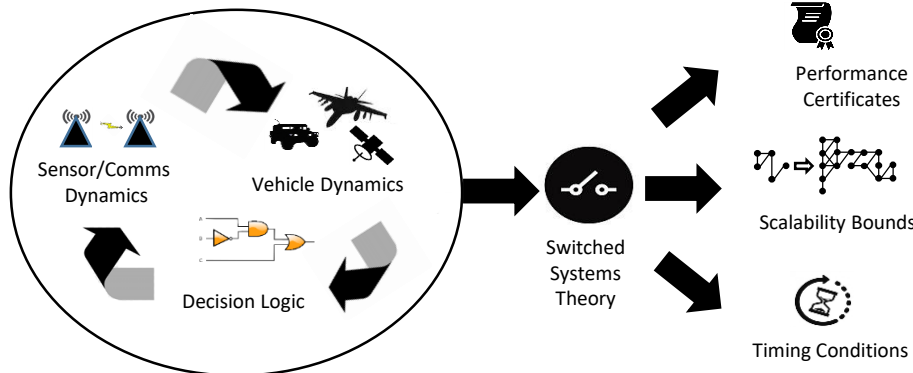 Sensor/Comms
Dynamics
Vehicle Dynamics
A
B
C
Decision Logic
Switched
Systems
Theory
Performance
Certificates
Scalability Bounds
Timing Conditions